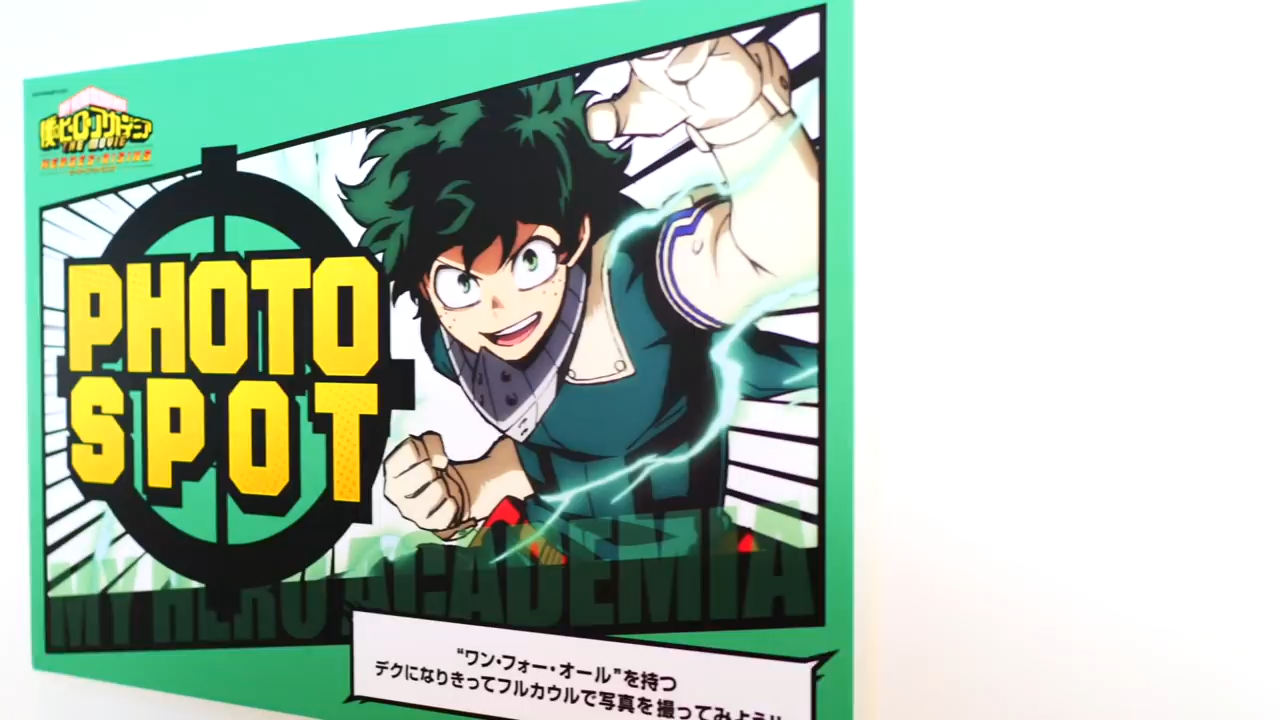 僕のヒーローアカデミア
THE MOVIE
PHOTO
SPOT
MY HERO ACADEMIA
“ワン・フォー・オール”を持つ
デクになりきってフルカウルで写真を撮ってみよう!!